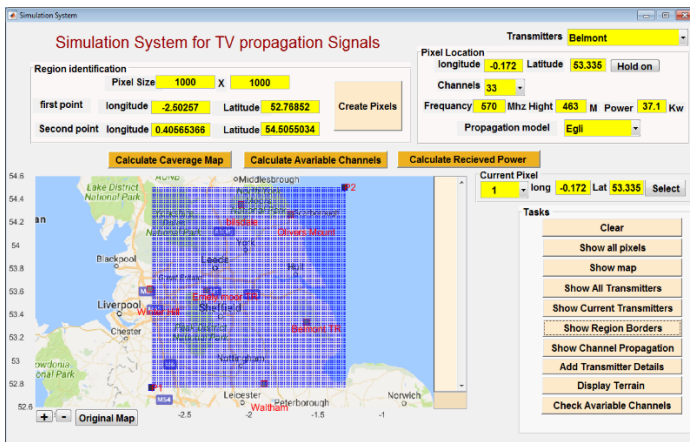 Simulation System
Simulation System for TV propagation Signals
Transmitters Belmont
Pixel Location
longitude -0.172 Latitude 53.335 Hold on
Channels 33
Frequancy 570 Mhz Hight 463 M Power 37.1 Kw
Propagation model Egli
Region identification
Pixel Size 1000 X 1000
first point longitude -2.50257 Latitude 52.76852
Second point longitude 0.40565366 Latitude 54.5055034
Create Pixels
Calculate Caverage Map
Calculate Avariable Channels
Calculate Recieved Power
Current Pixel
1 long -0.172 Lat 53.335 Select
Tasks
Clear
Show all pixels
Show map
Show All Transmitters
Show Current Transmitters
Show Region Borders
Show Channel Propagation
Add Transmitter Details
Display Terrain
Check Avariable Channels
54.6
54.4
54.2
54
53.8
53.6
53.4
53.2
53
52.8
52.6
Middlesbrough
Lake District
National Park
P2
bilsdale
Olivers Mount
York
an
Blackpool
Leeds
Hull
Liverpool
Sheffield
Belmont TR
Chester
owdonia
onal Park
Nottingham
P1
M54
Leicester
Peterborough
Norwich
Waltham
+ - Original Map
-2.5
-2
-1.5
-1